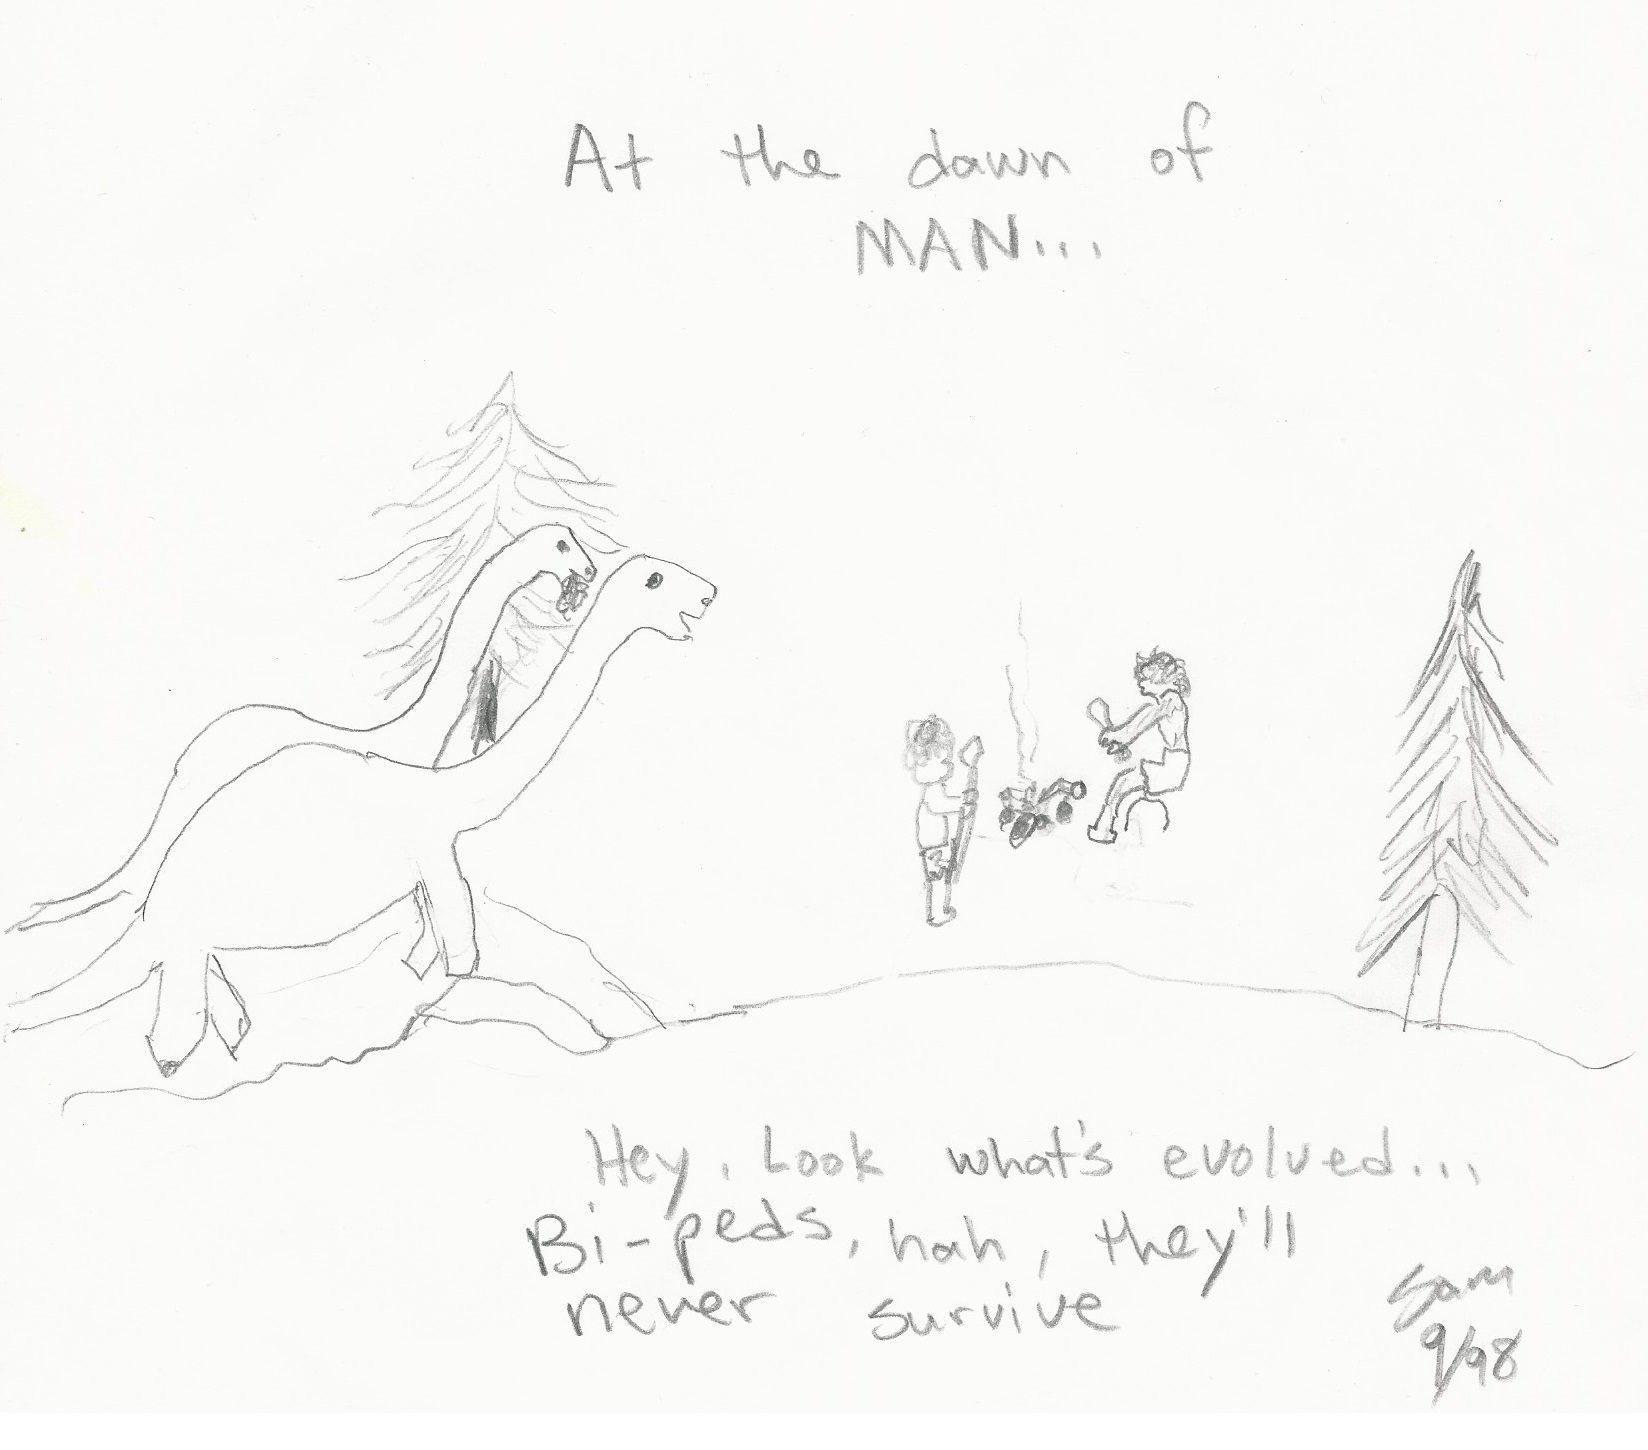 At the dawn of
MAN...
Hey, Look what's evolved...
Bi-peds, hah, they'll
never survive
Sam
9/98